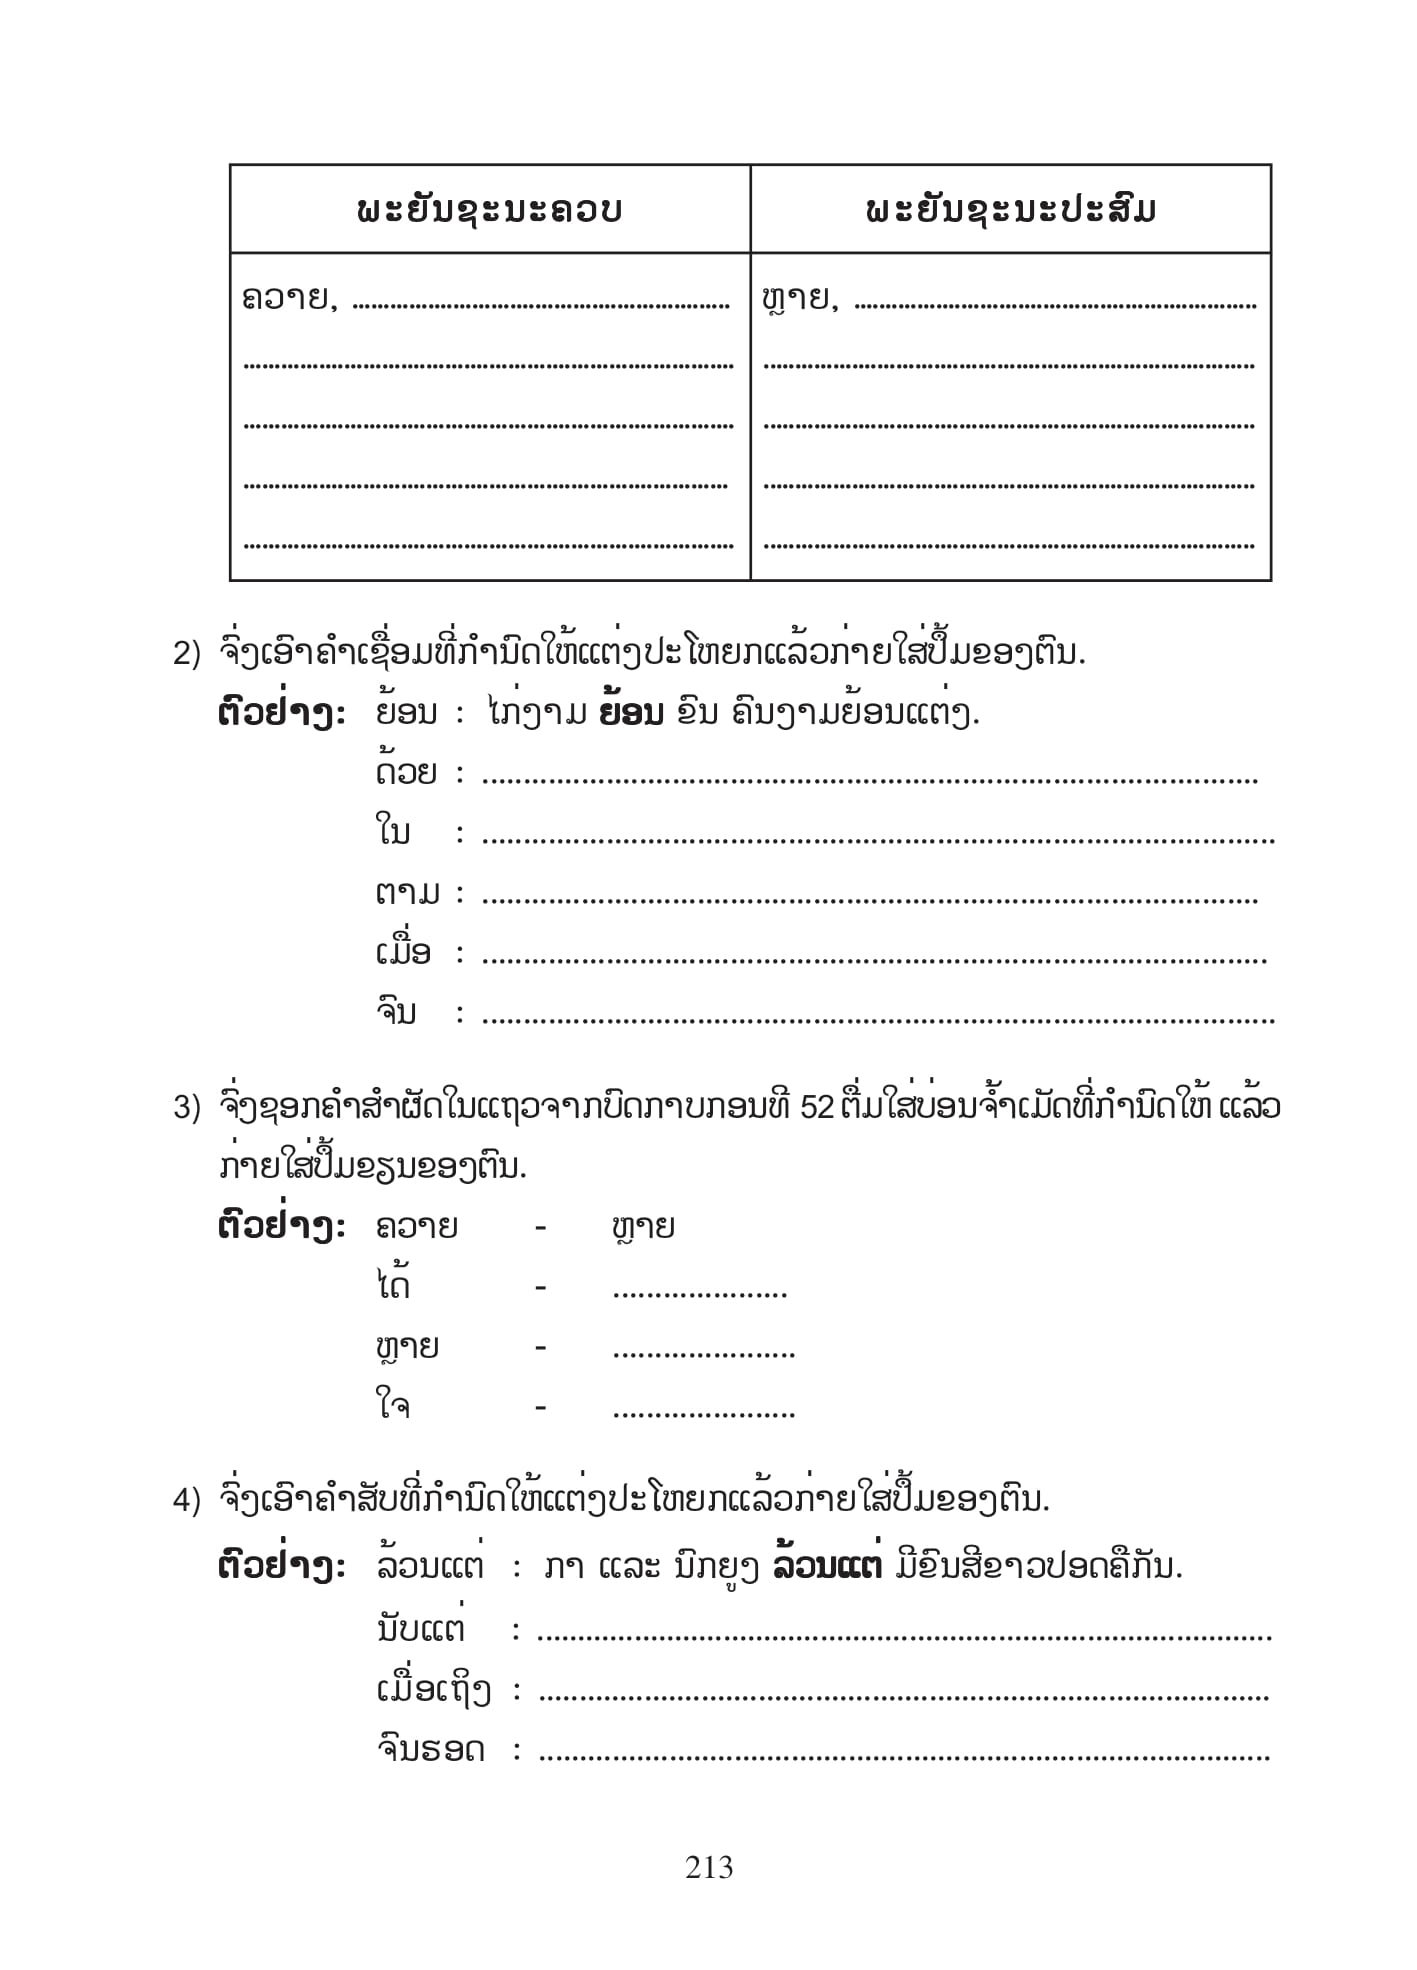 ພະຍັນຊະນະຄວບ ພະຍັນຊະນະປະສົມ
ຄວາຍ, .......................................................... ຫຼາຍ, ..............................................................
............................................................................ ............................................................................
............................................................................ ............................................................................
........................................................................... ............................................................................
............................................................................ ............................................................................
2) ຈົ່ງເອົາຄຳເຊື່ອມທີ່ກຳນົດໃຫ້ແຕ່ງປະໂຫຍກແລ້ວກ່າຍໃສ່ປຶ້ມຂອງຕົນ.
ຕົວຢ່າງ: ຍ້ອນ : ໄກ່ງາມ ຍ້ອນ ຂົນ ຄົນງາມຍ້ອນແຕ່ງ.
ດ້ວຍ : ..............................................................................................
ໃນ : ................................................................................................
ຕາມ : ..............................................................................................
ເມື່ອ : ...............................................................................................
ຈົນ : ................................................................................................
3) ຈົ່ງຊອກຄຳສຳຜັດໃນແຖວຈາກບົດກາບກອນທີ 52 ຕື່ມໃສ່ບ່ອນຈ້ຳເມັດທີ່ກຳນົດໃຫ້ ແລ້ວ
ກ່າຍໃສ່ປຶ້ມຂຽນຂອງຕົນ.
ຕົວຢ່າງ: ຄວາຍ - ຫຼາຍ
ໄດ້ - .....................
ຫຼາຍ - ......................
ໃຈ - ......................
4) ຈົ່ງເອົາຄຳສັບທີ່ກຳນົດໃຫ້ແຕ່ງປະໂຫຍກແລ້ວກ່າຍໃສ່ປຶ້ມຂອງຕົນ.
ຕົວຢ່າງ: ລ້ວນແຕ່ : ກາ ແລະ ນົກຍູງ ລ້ວນແຕ່ ມີຂົນສີຂາວປອດຄືກັນ.
ນັບແຕ່ : .........................................................................................
ເມື່ອເຖິງ : ........................................................................................
ຈົນຮອດ : ........................................................................................
213